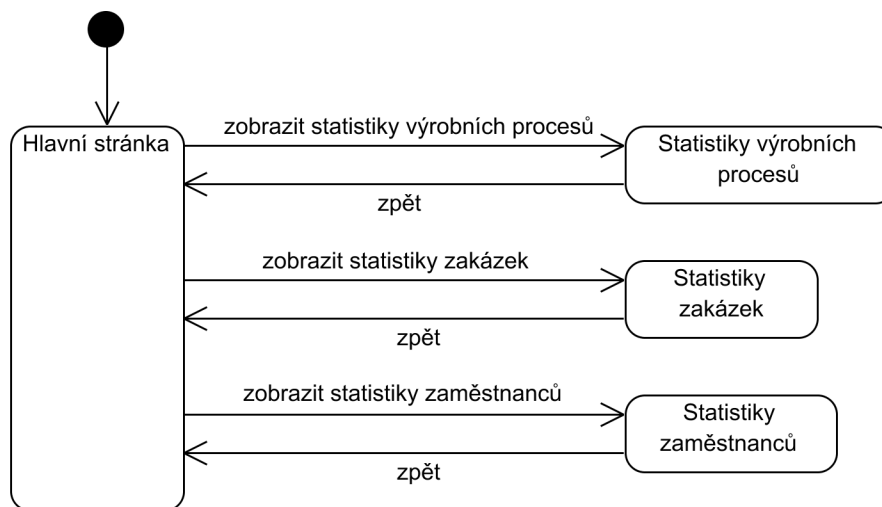 Hlavní stránka
zobrazit statistiky výrobních procesů
Statistiky výrobních
procesů
zpět
zobrazit statistiky zakázek
Statistiky
zakázek
zpět
zobrazit statistiky zaměstnanců
Statistiky
zaměstnanců
zpět